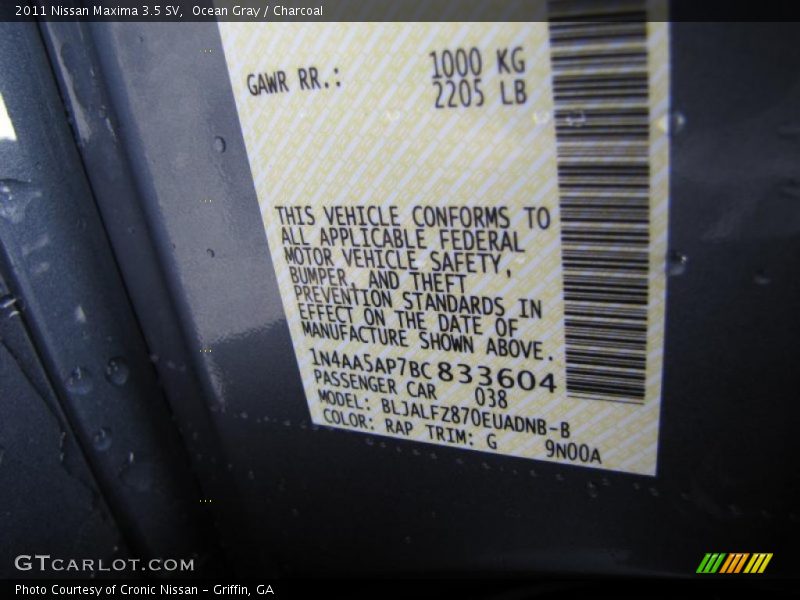 2011 Nissan Maxima 3.5 SV, Ocean Gray / Charcoal
GAWR RR.: 1000 KG
2205 LB
THIS VEHICLE CONFORMS TO
ALL APPLICABLE FEDERAL
MOTOR VEHICLE SAFETY,
BUMPER, AND THEFT
PREVENTION STANDARDS IN
EFFECT ON THE DATE OF
MANUFACTURE SHOWN ABOVE.
1N4AA5AP7BC833604
PASSENGER CAR 038
MODEL: BLJALFZ870EUADNB-B
COLOR: RAP TRIM: G 9N00A
GTCARLOT.COM
Photo Courtesy of Cronic Nissan – Griffin, GA